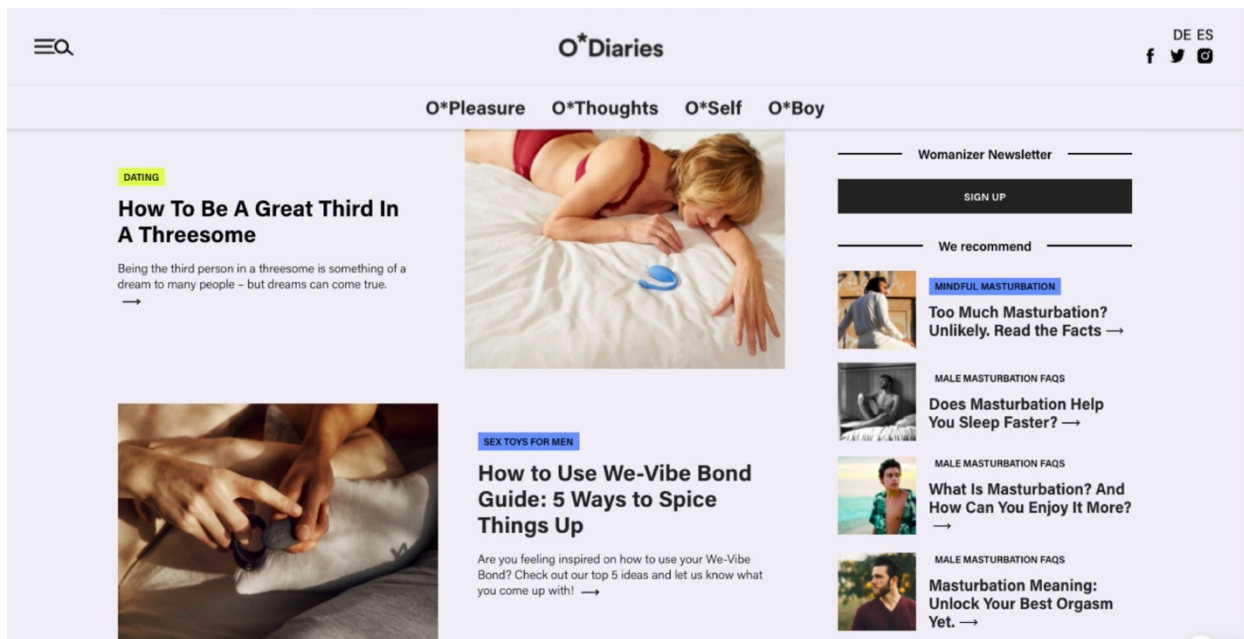 O*Diaries
DE ES
O*Pleasure O*Thoughts O*Self O*Boy
DATING
How To Be A Great Third In
A Threesome
Being the third person in a threesome is something of a
dream to many people – but dreams can come true.
→
SEX TOYS FOR MEN
How to Use We-Vibe Bond
Guide: 5 Ways to Spice
Things Up
Are you feeling inspired on how to use your We-Vibe
Bond? Check out our top 5 ideas and let us know what
you come up with! →
Womanizer Newsletter
SIGN UP
We recommend
MINDFUL MASTURBATION
Too Much Masturbation?
Unlikely. Read the Facts →
MALE MASTURBATION FAQS
Does Masturbation Help
You Sleep Faster? →
MALE MASTURBATION FAQS
What Is Masturbation? And
How Can You Enjoy It More?
→
MALE MASTURBATION FAQS
Masturbation Meaning:
Unlock Your Best Orgasm
Yet. →